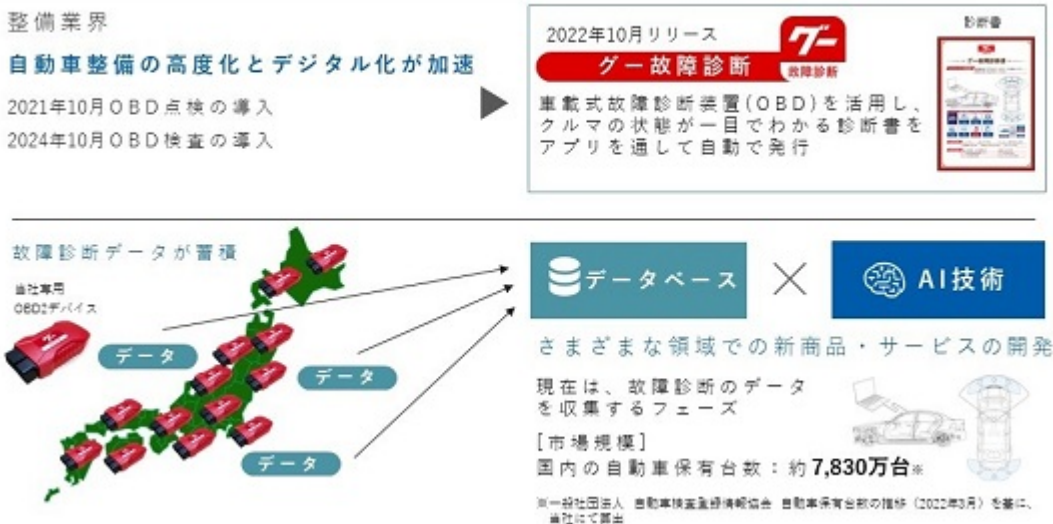 整備業界
自動車整備の高度化とデジタル化が加速
2021年10月OBD点検の導入
2024年10月OBD検査の導入
2022年10月リリース
グー故障診断
グー
故障診断
診断書
車載式故障診断装置(OBD)を活用し、
クルマの状態が一目でわかる診断書を
アプリを通して自動で発行
故障診断データが蓄積
当社専用
OBD2デバイス
データ
データ
データ
データベース
×
AI技術
さまざまな領域での新商品・サービスの開発
現在は、故障診断のデータ
を収集するフェーズ
[市場規模]
国内の自動車保有台数：約7,830万台※
※一般社団法人 自動車検査登録情報協会 自動車保有台数の推移（2022年3月）を基に、
当社にて算出